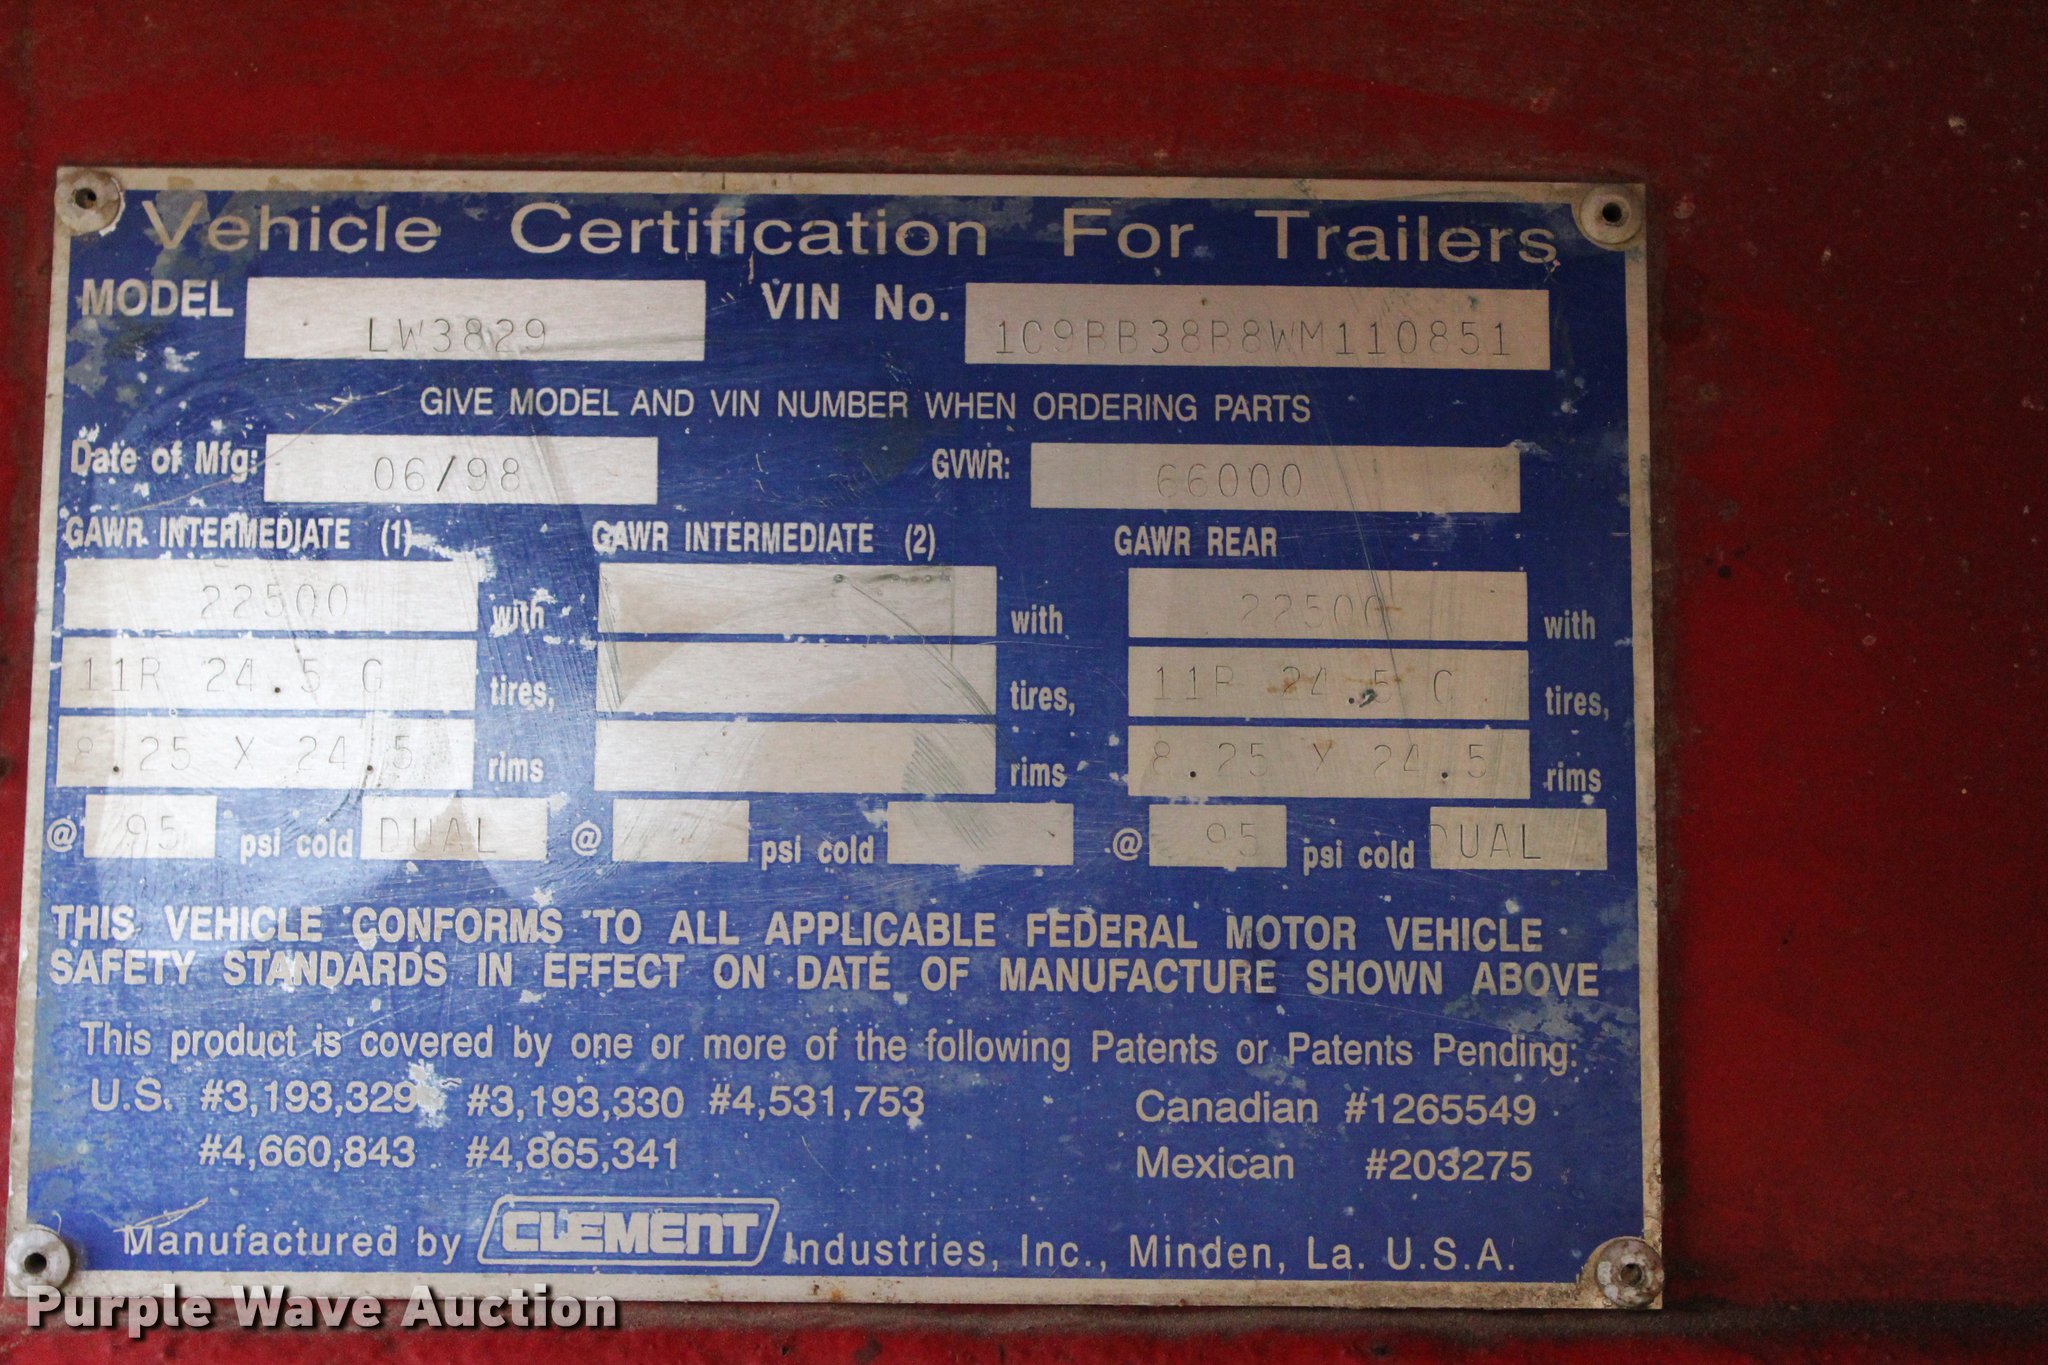 Vehicle Certification For Trailers
MODEL LW3829 VIN No. 1C9BB38B8WM110851
GIVE MODEL AND VIN NUMBER WHEN ORDERING PARTS
Date of Mfg: 06/98 GVWR: 66000
GAWR INTERMEDIATE (1) GAWR INTERMEDIATE (2) GAWR REAR
22500 with with 22500 with
11R 24.5 G tires, tires, 11R 24.5 G tires,
8.25 X 24.5 rims rims 8.25 X 24.5 rims
@ 95 psi cold DUAL @ psi cold @ 95 psi cold DUAL
THIS VEHICLE CONFORMS TO ALL APPLICABLE FEDERAL MOTOR VEHICLE
SAFETY STANDARDS IN EFFECT ON DATE OF MANUFACTURE SHOWN ABOVE
This product is covered by one or more of the following Patents or Patents Pending:
U.S. #3,193,329 #3,193,330 #4,531,753 Canadian #1265549
#4,660,843 #4,865,341 Mexican #203275
Manufactured by CLEMENT Industries, Inc., Minden, La. U.S.A.
Purple Wave Auction